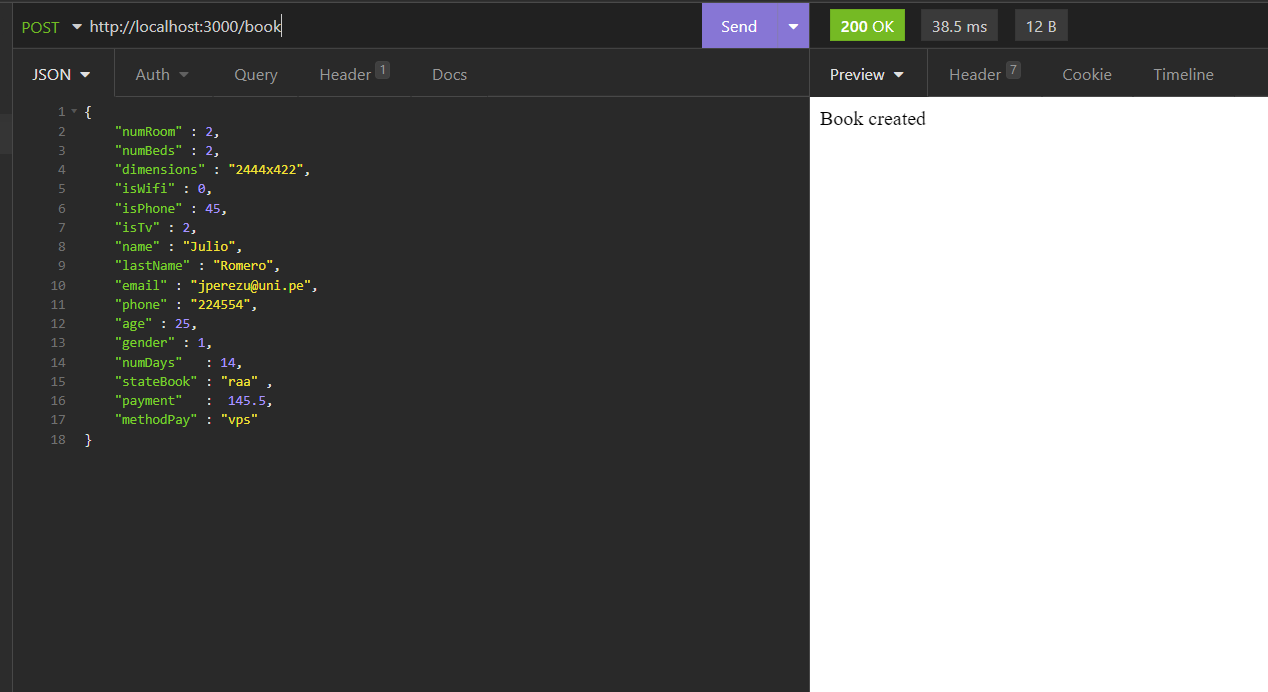 POST http://localhost:3000/book Send 200 OK 38.5 ms 12 B
JSON Auth Query Header 1 Docs Preview Header 7 Cookie Timeline
Book created
1 {
2 "numRoom" : 2,
3 "numBeds" : 2,
4 "dimensions" : "2444x422",
5 "isWifi" : 0,
6 "isPhone" : 45,
7 "isTv" : 2,
8 "name" : "Julio",
9 "lastName" : "Romero",
10 "email" : "jperezu@uni.pe",
11 "phone" : "224554",
12 "age" : 25,
13 "gender" : 1,
14 "numDays" : 14,
15 "stateBook" : "raa" ,
16 "payment" : 145.5,
17 "methodPay" : "vps"
18 }